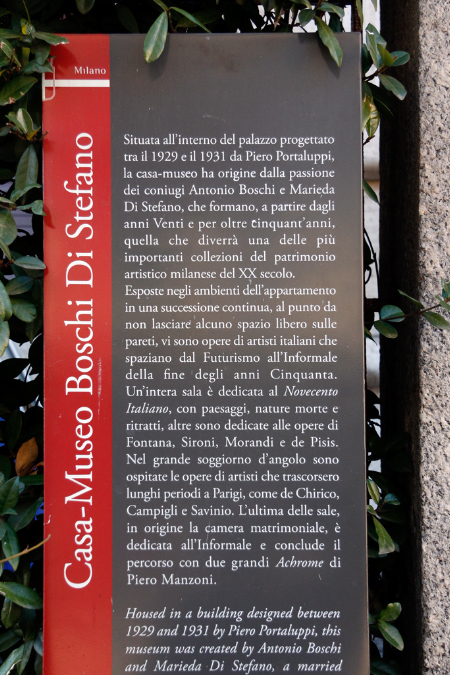 Milano
Casa-Museo Boschi Di Stefano
Situata all'interno del palazzo progettato
tra il 1929 e il 1931 da Piero Portaluppi,
la casa-museo ha origine dalla passione
dei coniugi Antonio Boschi e Marieda
Di Stefano, che formano, a partire dagli
anni Venti e per oltre cinquant'anni,
quella che diverrà una delle più
importanti collezioni del patrimonio
artistico milanese del XX secolo.
Esposte negli ambienti dell'appartamento
in una successione continua, al punto da
non lasciare alcuno spazio libero sulle
pareti, vi sono opere di artisti italiani che
spaziano dal Futurismo all'Informale
della fine degli anni Cinquanta.
Un'intera sala è dedicata al Novecento
Italiano, con paesaggi, nature morte e
ritratti, altre sono dedicate alle opere di
Fontana, Sironi, Morandi e de Pisis.
Nel grande soggiorno d'angolo sono
ospitate le opere di artisti che trascorsero
lunghi periodi a Parigi, come de Chirico,
Campigli e Savinio. L'ultima delle sale,
in origine la camera matrimoniale, è
dedicata all'Informale e conclude il
percorso con due grandi Achrome di
Piero Manzoni.
Housed in a building designed between
1929 and 1931 by Piero Portaluppi, this
museum was created by Antonio Boschi
and Marieda Di Stefano, a married